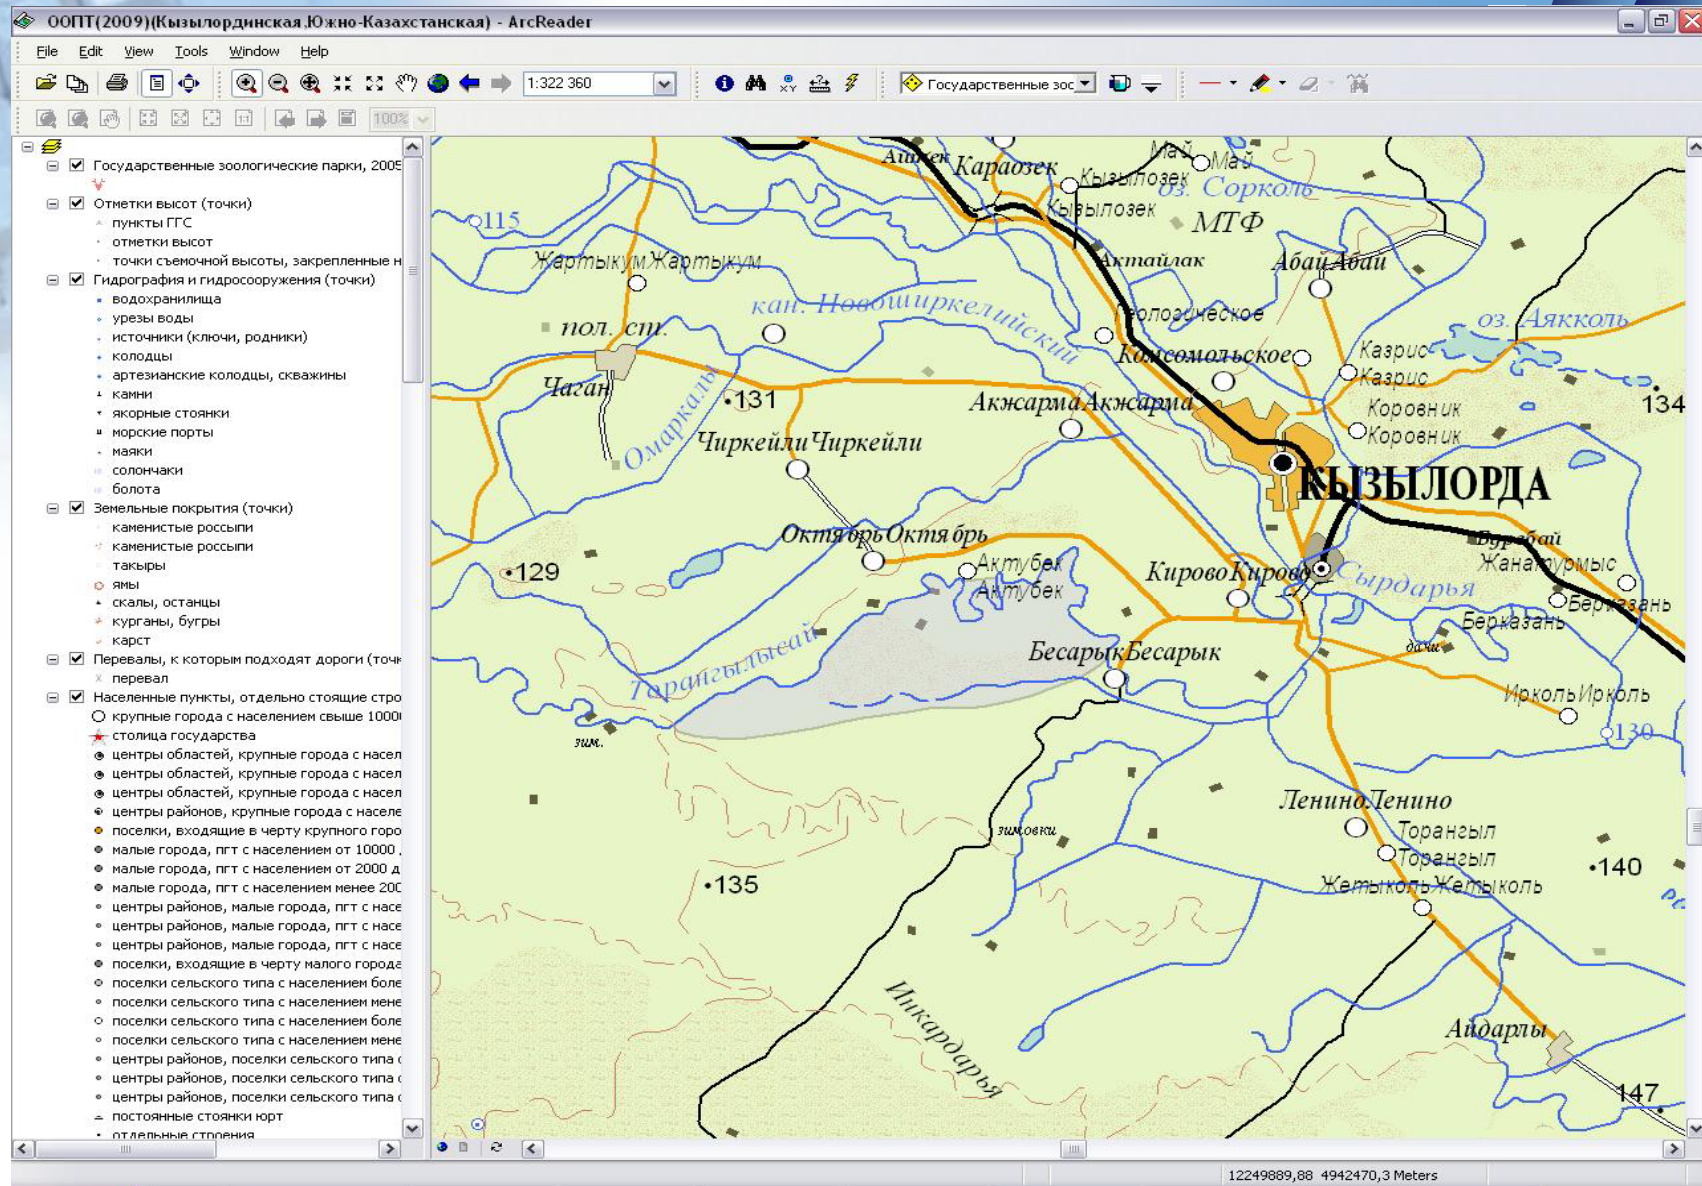 ООПТ(2009)(Кызылординская,Южно-Казахстанская) - ArcReader
File Edit View Tools Window Help
1:322 360
Государственные зоо
100%
Государственные зоологические парки, 2005
Отметки высот (точки)
пункты ГГС
отметки высот
точки съемочной высоты, закрепленные н
Гидрография и гидросооружения (точки)
водохранилища
урезы воды
источники (ключи, родники)
колодцы
артезианские колодцы, скважины
камни
якорные стоянки
морские порты
маяки
солончаки
болота
Земельные покрытия (точки)
каменистые россыпи
каменистые россыпи
такыры
ямы
скалы, останцы
курганы, бугры
карст
Перевалы, к которым подходят дороги (точк
перевал
Населенные пункты, отдельно стоящие стро
крупные города с населением свыше 10000
столица государства
центры областей, крупные города с насел
центры областей, крупные города с насел
центры областей, крупные города с насел
центры районов, крупные города с населе
поселки, входящие в черту крупного горо
малые города, пгт с населением от 10000
малые города, пгт с населением от 2000 д
малые города, пгт с населением менее 200
центры районов, малые города, пгт с насе
центры районов, малые города, пгт с насе
центры районов, малые города, пгт с насе
поселки, входящие в черту малого города
поселки сельского типа с населением боле
поселки сельского типа с населением мене
поселки сельского типа с населением боле
поселки сельского типа с населением мене
центры районов, поселки сельского типа с
центры районов, поселки сельского типа с
центры районов, поселки сельского типа с
постоянные стоянки юрт
отдельные строения
Айтек Караозек Май Май
Кызылозек
оз. Сорколь
Кызылозек
115 МТФ
Жартыкум Жартыкум Актайлак Абай Абай
кан. Новоширкелийский Геологическое
пол. ст. оз. Аякколь
Комсомольское Казрис
Казрис
Чаган
Омаркалы
131 Акжарма Акжарма Коровник 134
Коровник
Чиркейли Чиркейли
КЫЗЫЛОРДА
Октябрь Октябрь Бурабай
Актубек Жанатурмыс
129 Кирово Кирово Сырдарья
Актубек Берказань
Берказань
Торангылысай Бесарык Бесарык дачи
Ирколь Ирколь
130
зим.
Ленино Ленино
зимовки Торангыл
Торангыл 140
135 Жетыколь Жетыколь
Инкардарья
Айдарлы
147
12249889,88 4942470,3 Meters